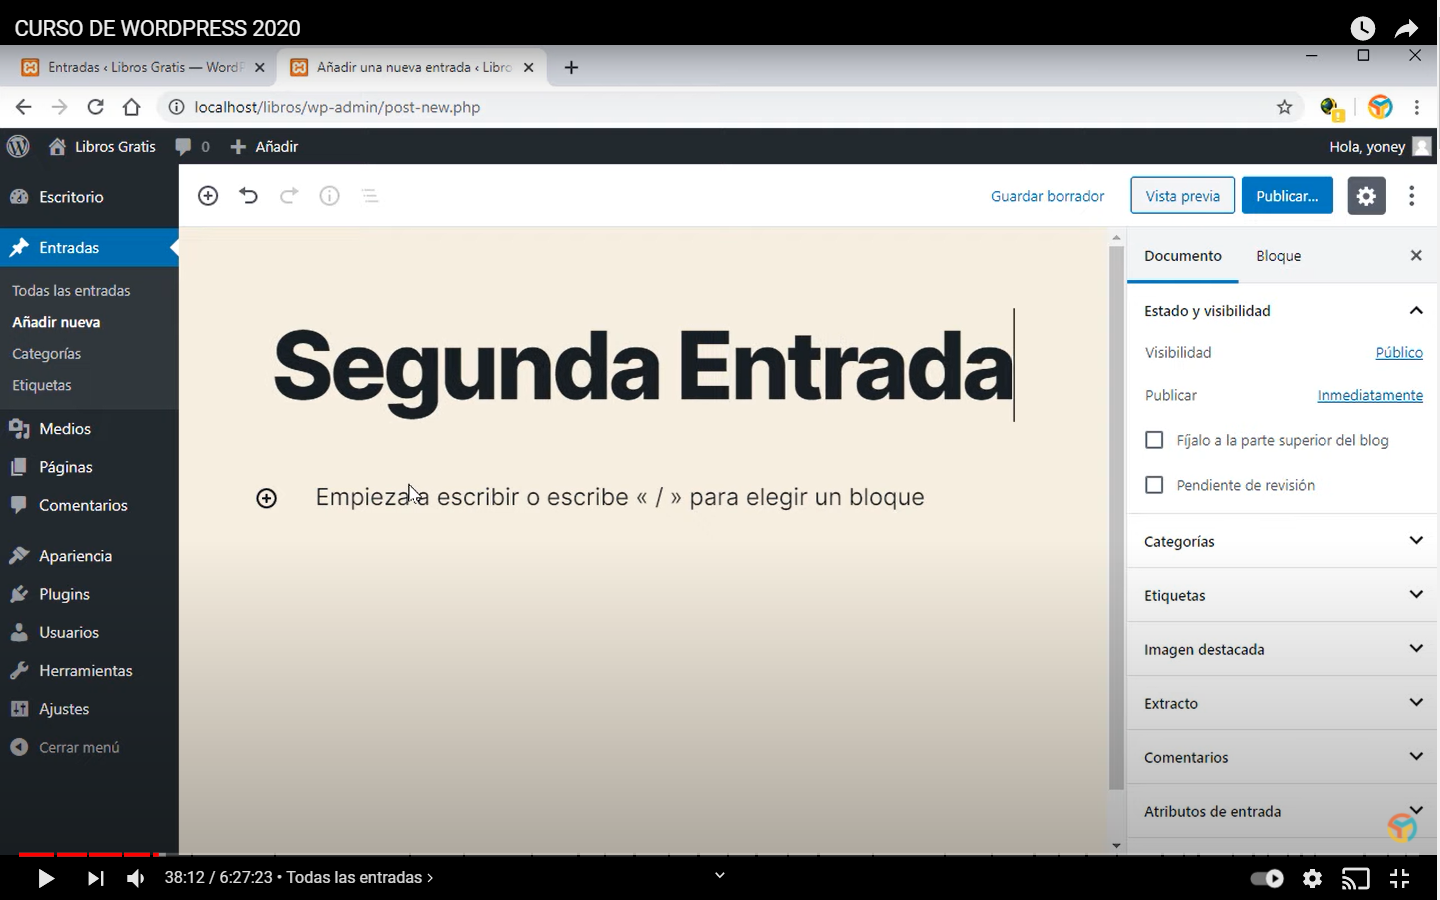 CURSO DE WORDPRESS 2020
Entradas ‹ Libros Gratis — WordP
Añadir una nueva entrada ‹ Libro
localhost/libros/wp-admin/post-new.php
Libros Gratis
0
Añadir
Hola, yoney
Escritorio
Entradas
Todas las entradas
Añadir nueva
Categorías
Etiquetas
Medios
Páginas
Comentarios
Apariencia
Plugins
Usuarios
Herramientas
Ajustes
Cerrar menú
Guardar borrador
Vista previa
Publicar...
Segunda Entrada
Empieza a escribir o escribe « / » para elegir un bloque
Documento
Bloque
Estado y visibilidad
Visibilidad
Público
Publicar
Inmediatamente
Fíjalo a la parte superior del blog
Pendiente de revisión
Categorías
Etiquetas
Imagen destacada
Extracto
Comentarios
Atributos de entrada
38:12 / 6:27:23 • Todas las entradas ›